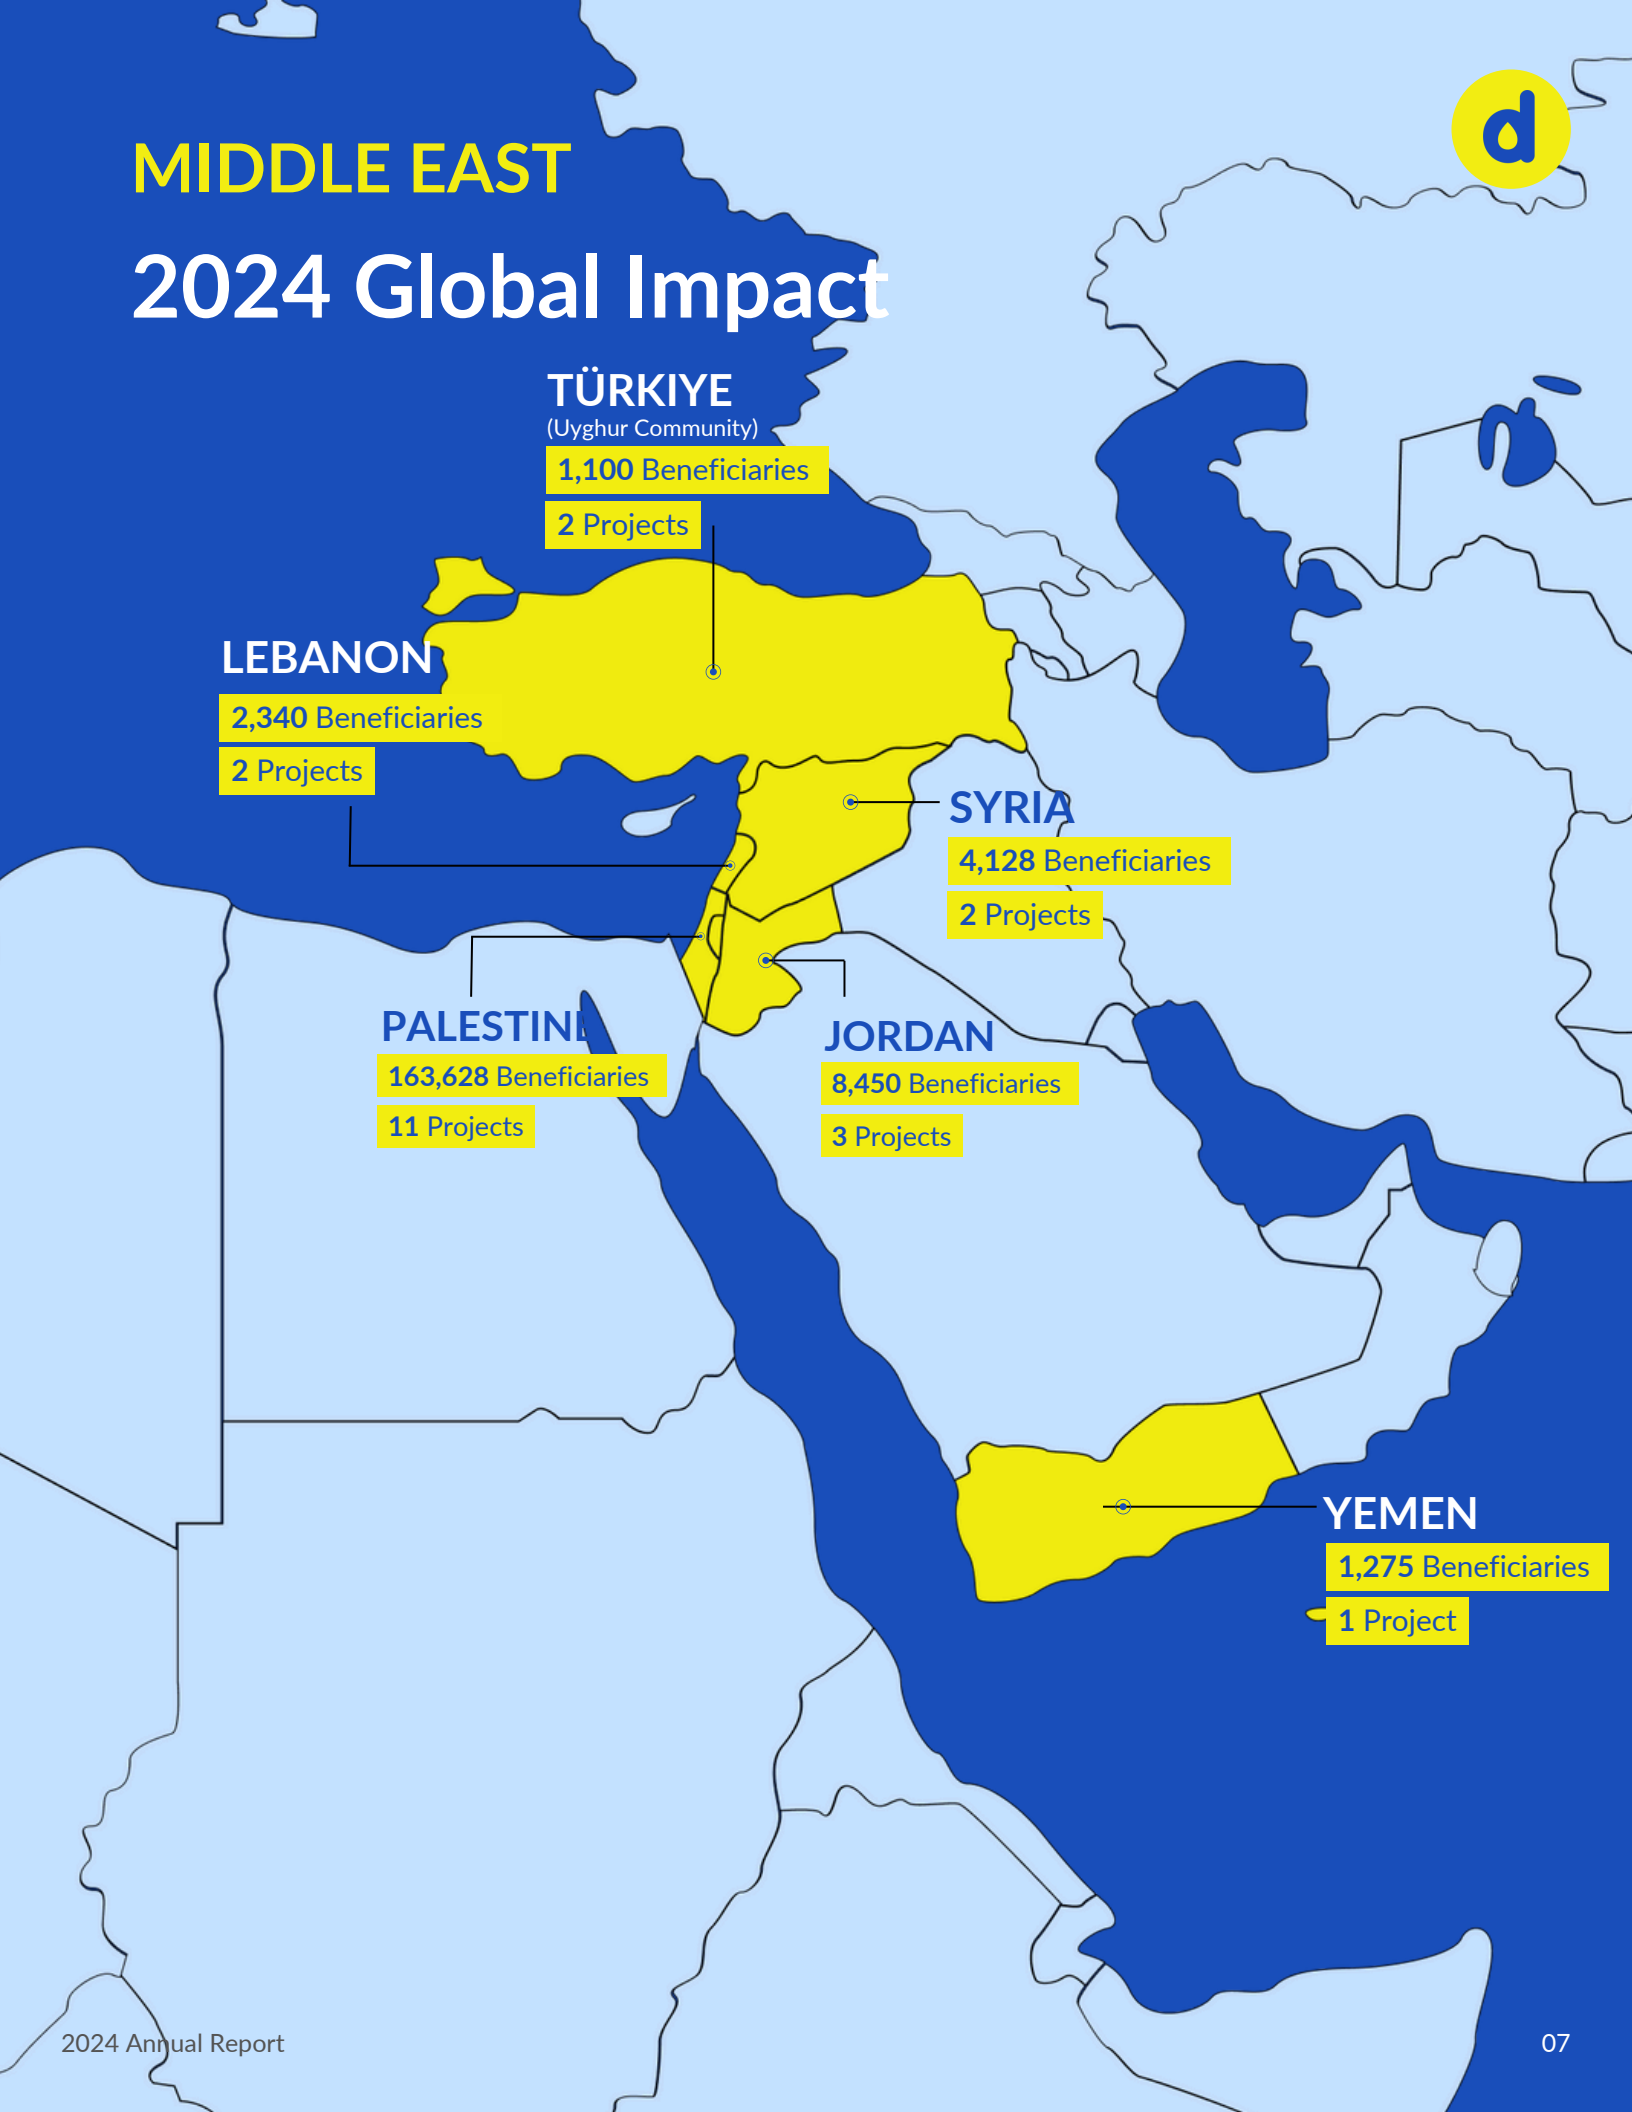 MIDDLE EAST
2024 Global Impact
TÜRKIYE
(Uyghur Community)
1,100 Beneficiaries
2 Projects
LEBANON
2,340 Beneficiaries
2 Projects
SYRIA
4,128 Beneficiaries
2 Projects
PALESTINE
163,628 Beneficiaries
11 Projects
JORDAN
8,450 Beneficiaries
3 Projects
YEMEN
1,275 Beneficiaries
1 Project
2024 Annual Report
07